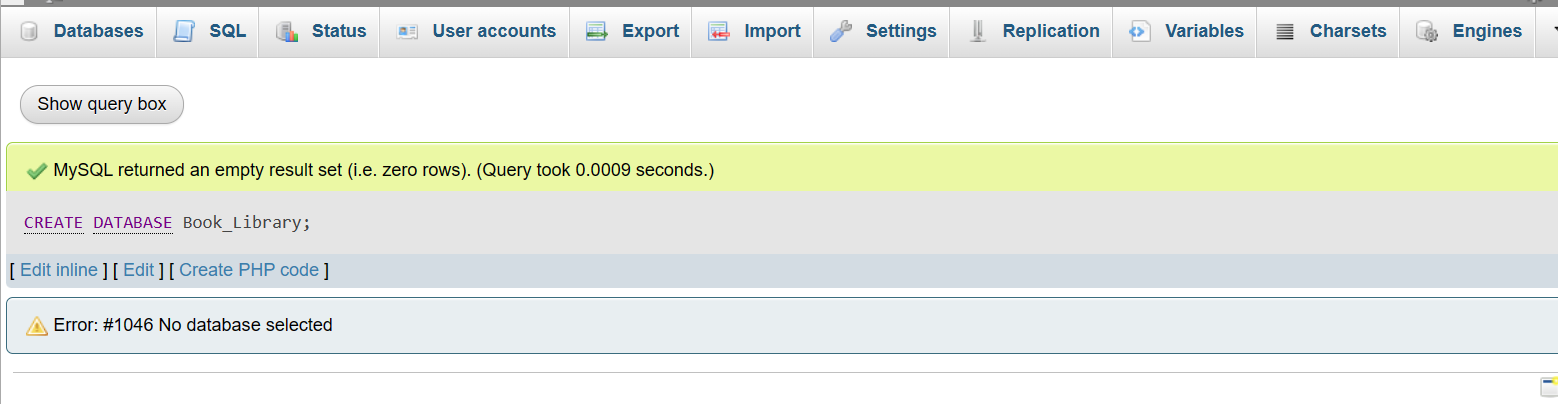 Databases SQL Status User accounts Export Import Settings Replication Variables Charsets Engines
Show query box
MySQL returned an empty result set (i.e. zero rows). (Query took 0.0009 seconds.)
CREATE DATABASE Book_Library;
[ Edit inline ] [ Edit ] [ Create PHP code ]
Error: #1046 No database selected